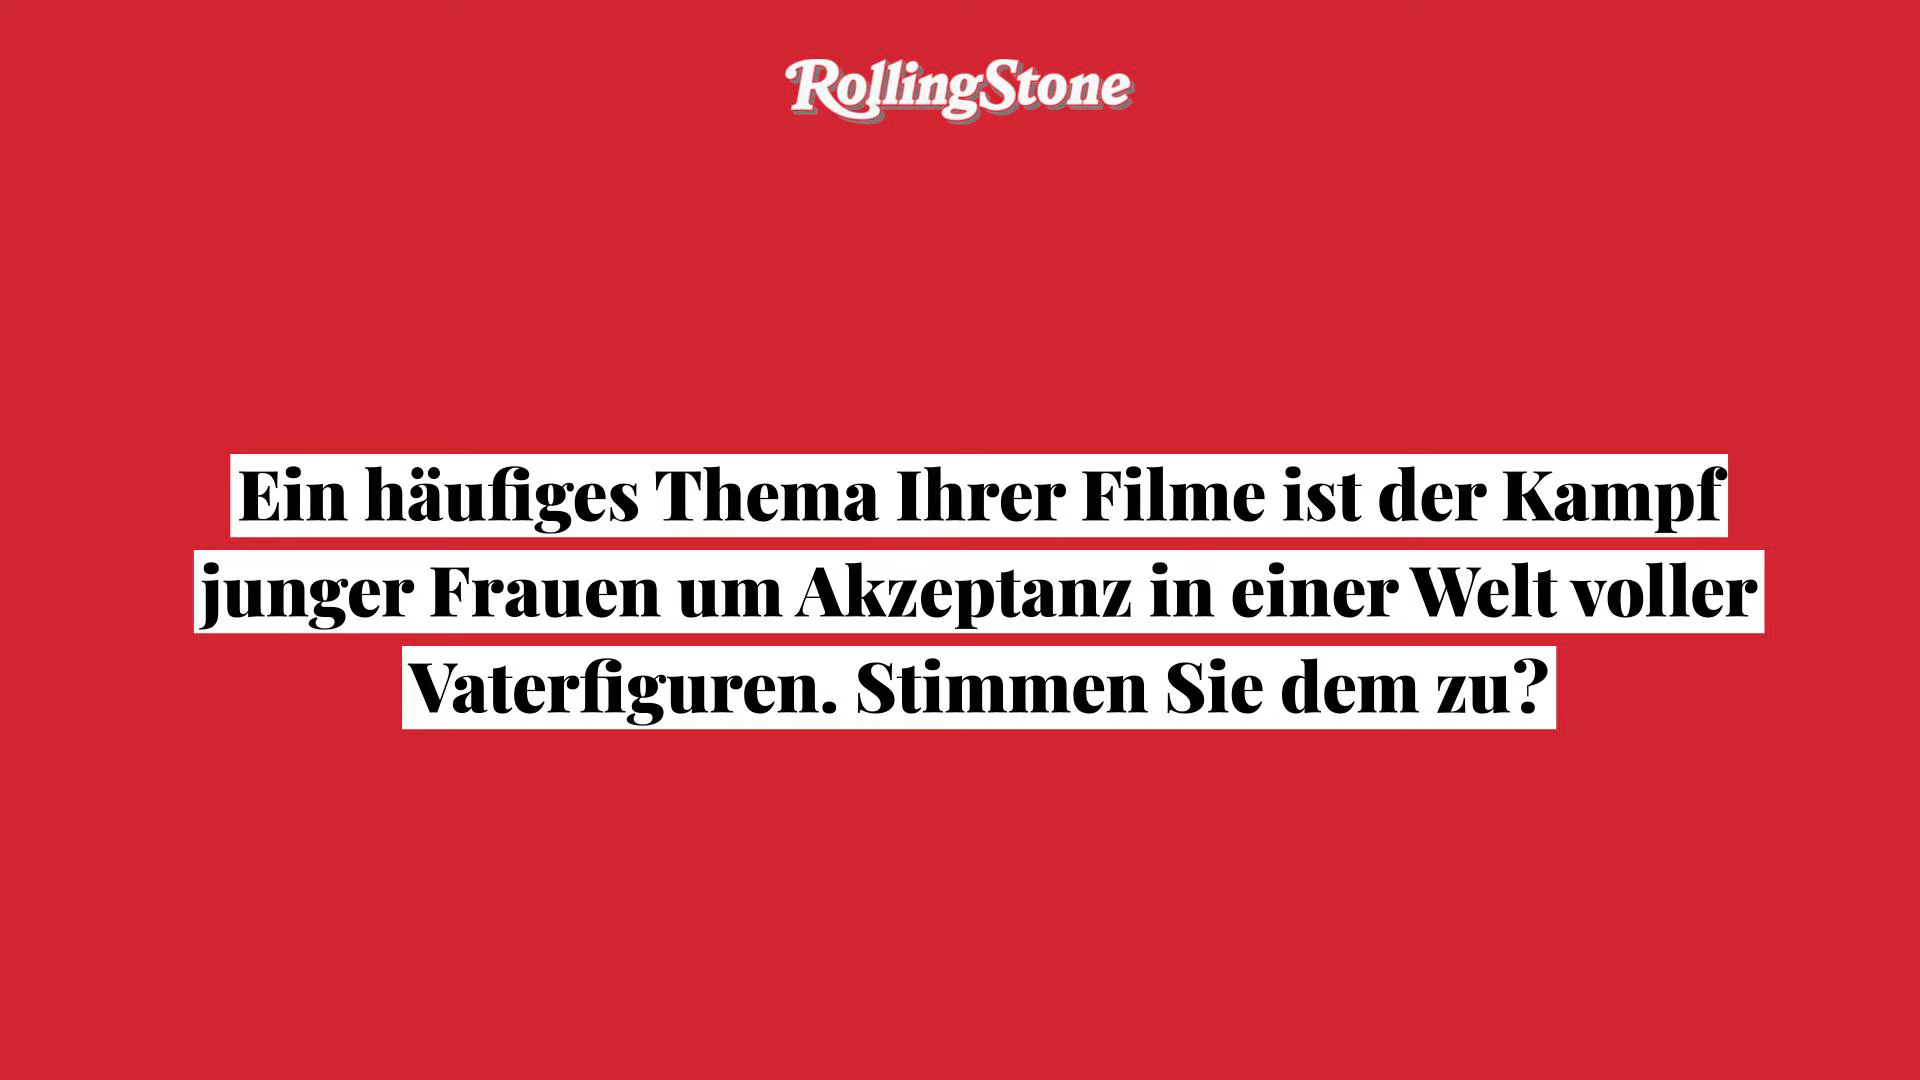 RollingStone
Ein häufiges Thema Ihrer Filme ist der Kampf
junger Frauen um Akzeptanz in einer Welt voller
Vaterfiguren. Stimmen Sie dem zu?